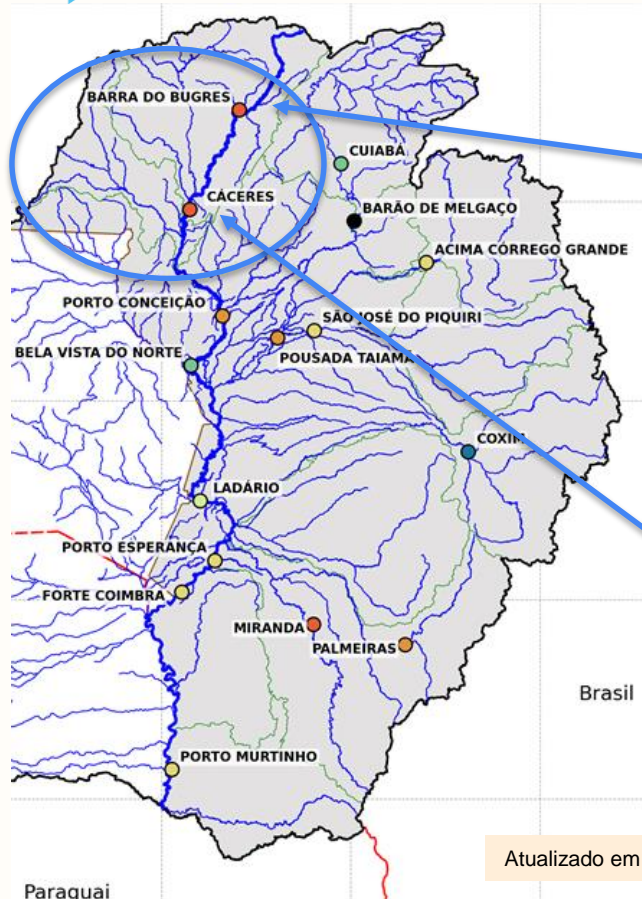 BARRA DO BUGRES
CUIABÁ
CÁCERES
BARÃO DE MELGAÇO
ACIMA CÓRREGO GRANDE
PORTO CONCEIÇÃO
SÃO JOSÉ DO PIQUIRI
BELA VISTA DO NORTE
POUSADA TAIAMÃ
COXIM
LADÁRIO
PORTO ESPERANÇA
FORTE COIMBRA
MIRANDA
PALMEIRAS
Brasil
PORTO MURTINHO
Atualizado em
Paraguai